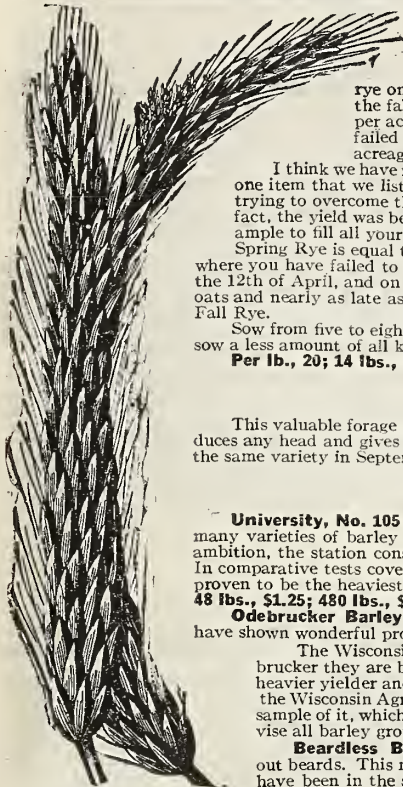 rye on
the fal
per ac
failed
acreag
I think we have
one item that we list
trying to overcome th
fact, the yield was be
ample to fill all your
Spring Rye is equal t
where you have failed to
the 12th of April, and on
oats and nearly as late as
Fall Rye.
Sow from five to eigh
sow a less amount of all k
Per lb., 20; 14 lbs.,
This valuable forage
duces any head and gives
the same variety in Septer
University, No. 105
many varieties of barley
ambition, the station cons
In comparative tests cove
proven to be the heaviest
48 lbs., $1.25; 480 lbs., $
Odebrucker Barley
have shown wonderful pro
The Wisconsi
brucker they are b
heavier yielder and
the Wisconsin Agr
sample of it, which
vise all barley grou
Beardless B
out beards. This n
have been in the s